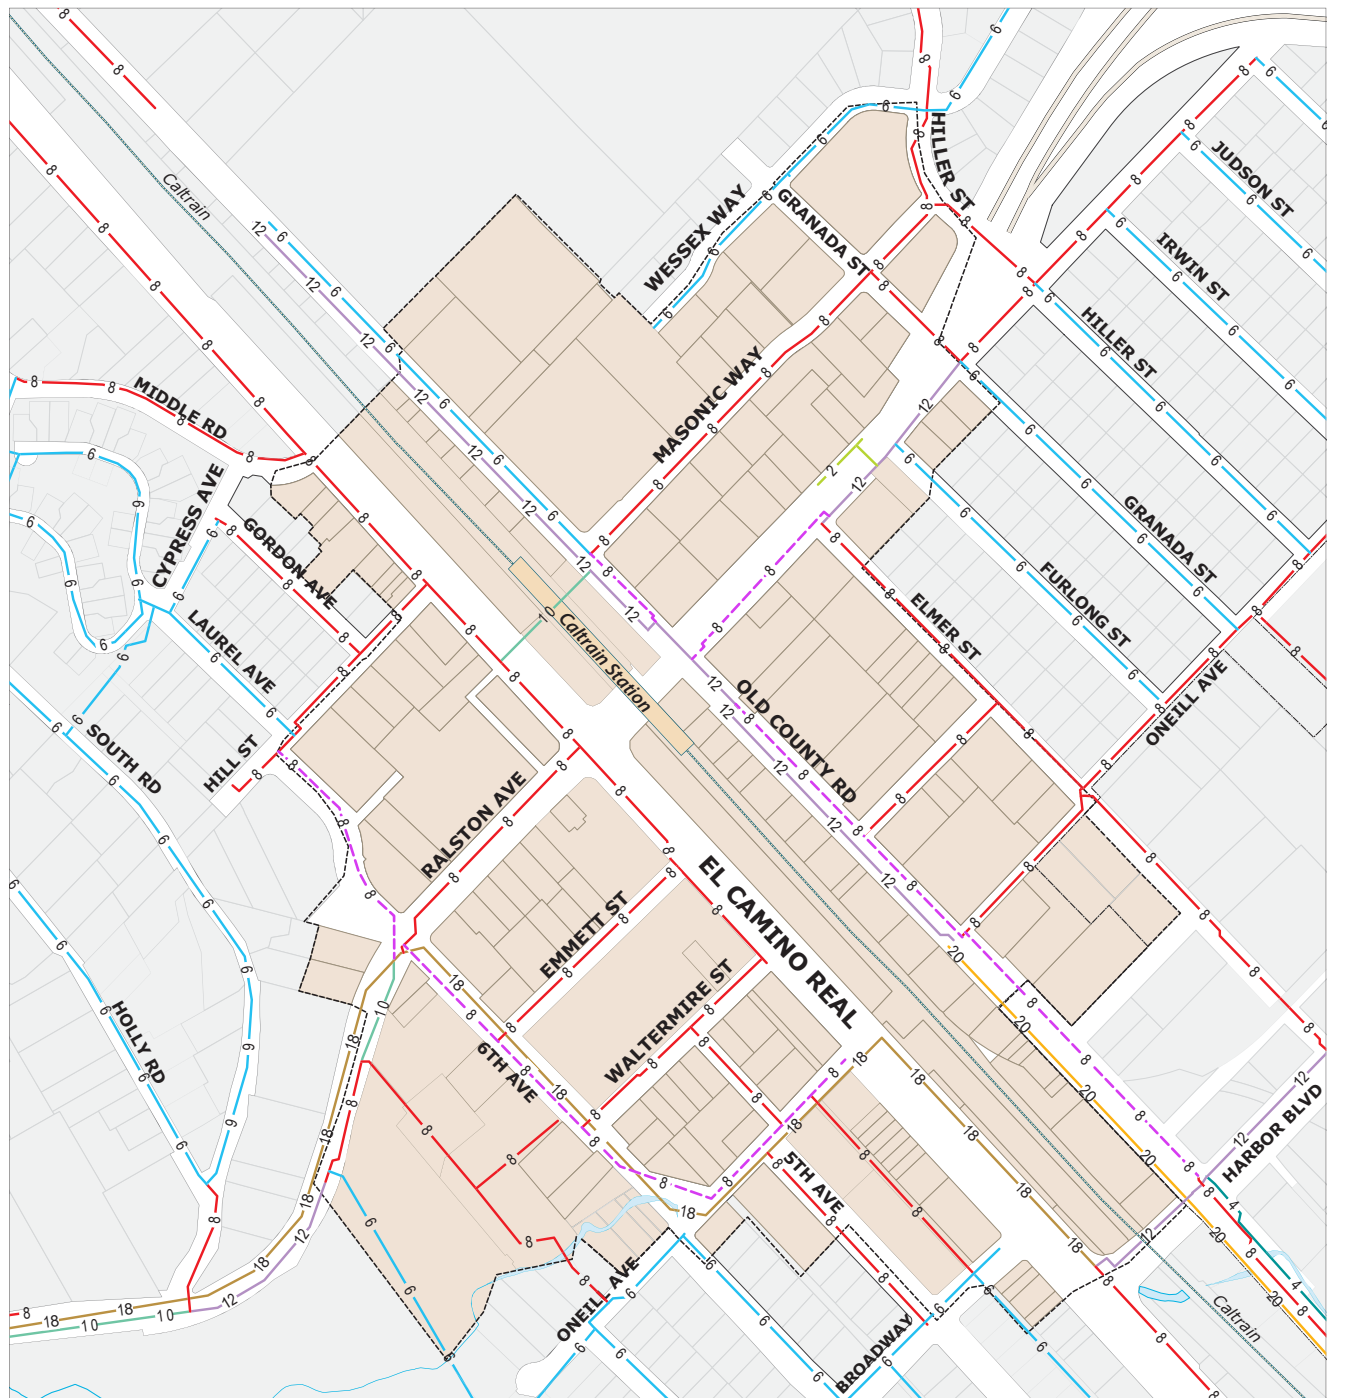 HILLER ST
JUDSON ST
Caltrain
WESSEX WAY
GRANADA ST
IRWIN ST
HILLER ST
MIDDLE RD
MASONIC WAY
CYPRESS AVE
GORDON AVE
GRANADA ST
FURLONG ST
ELMER ST
LAUREL AVE
Caltrain Station
OLD COUNTY RD
ONEILL AVE
SOUTH RD
HILL ST
RALSTON AVE
EL CAMINO REAL
EMMETT ST
WALTERMIRE ST
HOLLY RD
6TH AVE
HARBOR BLVD
5TH AVE
ONEILL AVE
BROADWAY
Caltrain